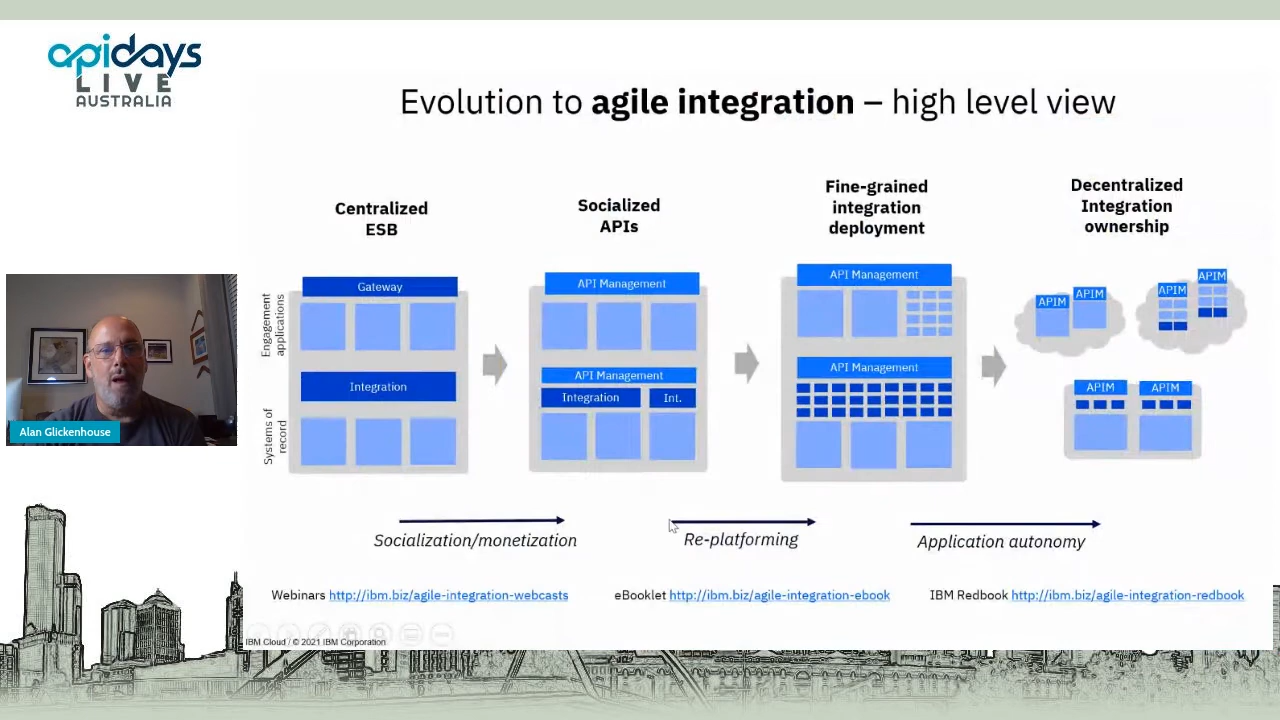 apidays
LIVE
AUSTRALIA
Evolution to agile integration – high level view
Centralized
ESB
Socialized
APIs
Fine-grained
integration
deployment
Decentralized
Integration
ownership
Engagement
applications
Systems of
record
Gateway
Integration
API Management
API Management
Integration
Int.
API Management
API Management
APIM
APIM
APIM
APIM
APIM
APIM
Alan Glickenhouse
Socialization/monetization
Re-platforming
Application autonomy
Webinars http://ibm.biz/agile-integration-webcasts
eBooklet http://ibm.biz/agile-integration-ebook
IBM Redbook http://ibm.biz/agile-integration-redbook
IBM Cloud / © 2021 IBM Corporation